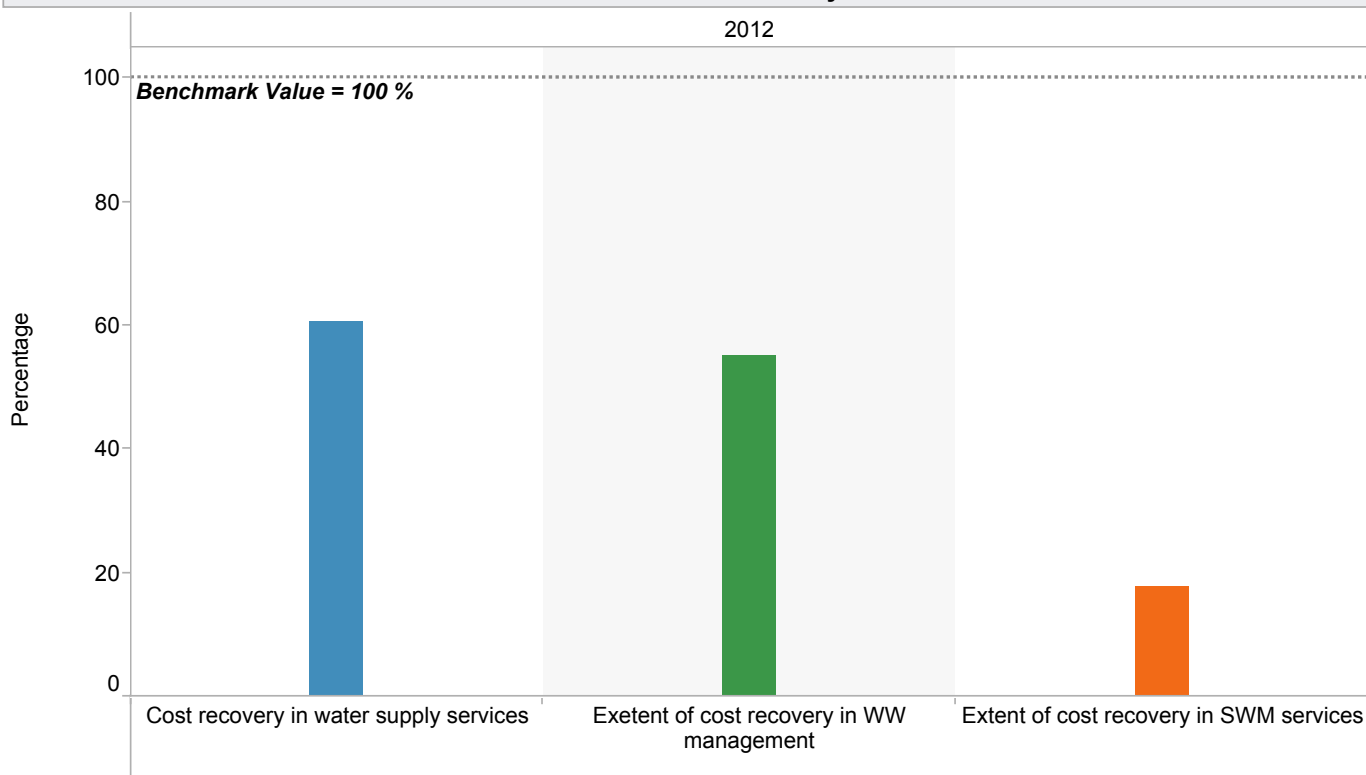 2012
100
Benchmark Value = 100 %
80
60
40
20
0
Percentage
Cost recovery in water supply services
Exetent of cost recovery in WW
management
Extent of cost recovery in SWM services